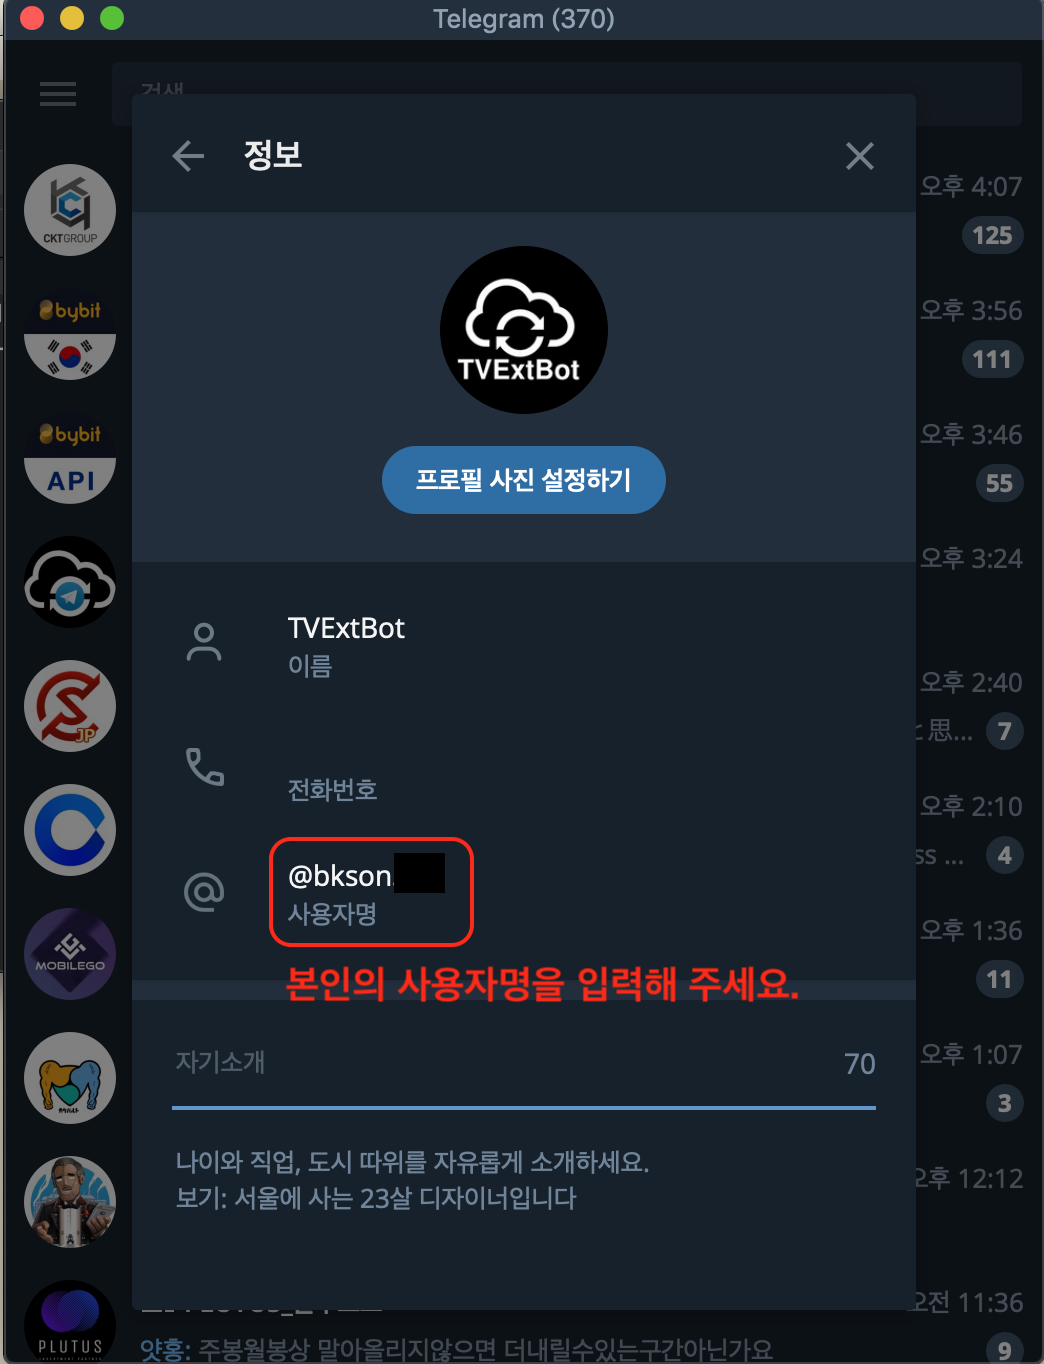 Telegram (370)
검색
정보
오후 4:07
CKTGROUP
125
bybit
오후 3:56
111
TVExtBot
bybit
API
오후 3:46
55
프로필 사진 설정하기
오후 3:24
TVExtBot
이름
오후 2:40
JP
と思...
7
전화번호
오후 2:10
ss ...
4
@bkson
사용자명
오후 1:36
MOBILEGO
11
본인의 사용자명을 입력해 주세요.
자기소개
70
오후 1:07
3
나이와 직업, 도시 따위를 자유롭게 소개하세요.
보기: 서울에 사는 23살 디자이너입니다
오후 12:12
오전 11:36
PLUTUS
얏홍: 주봉월봉상 말아올리지않으면 더내릴수있는구간아닌가요
9